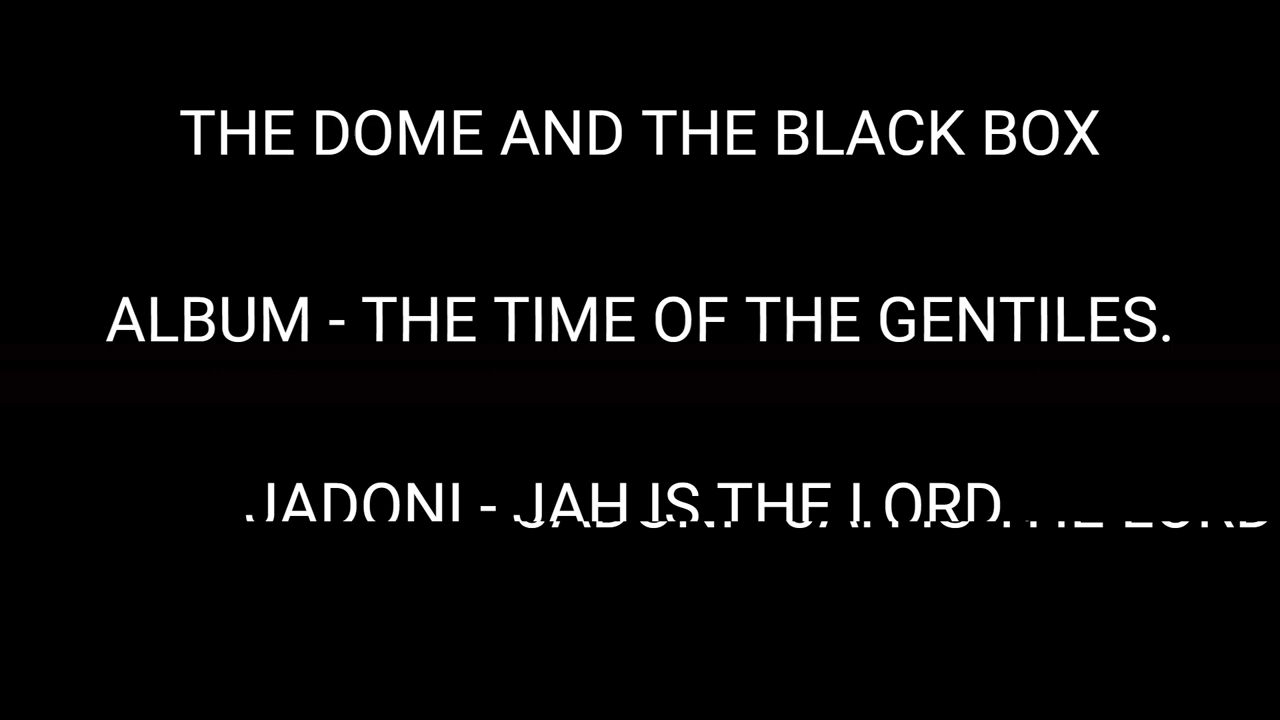 THE DOME AND THE BLACK BOX
ALBUM - THE TIME OF THE GENTILES.
JADONI - JAH IS THE LORD